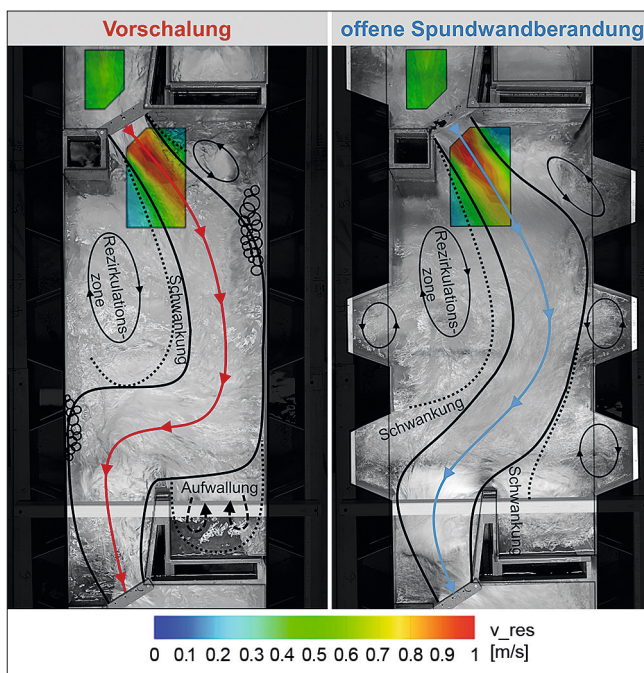 Vorschalung
offene Spundwandberandung
Rezirkulations-
zone
Schwankung
Aufwallung
Rezirkulations-
zone
Schwankung
Schwankung
v_res
[m/s]
0 0.1 0.2 0.3 0.4 0.5 0.6 0.7 0.8 0.9 1